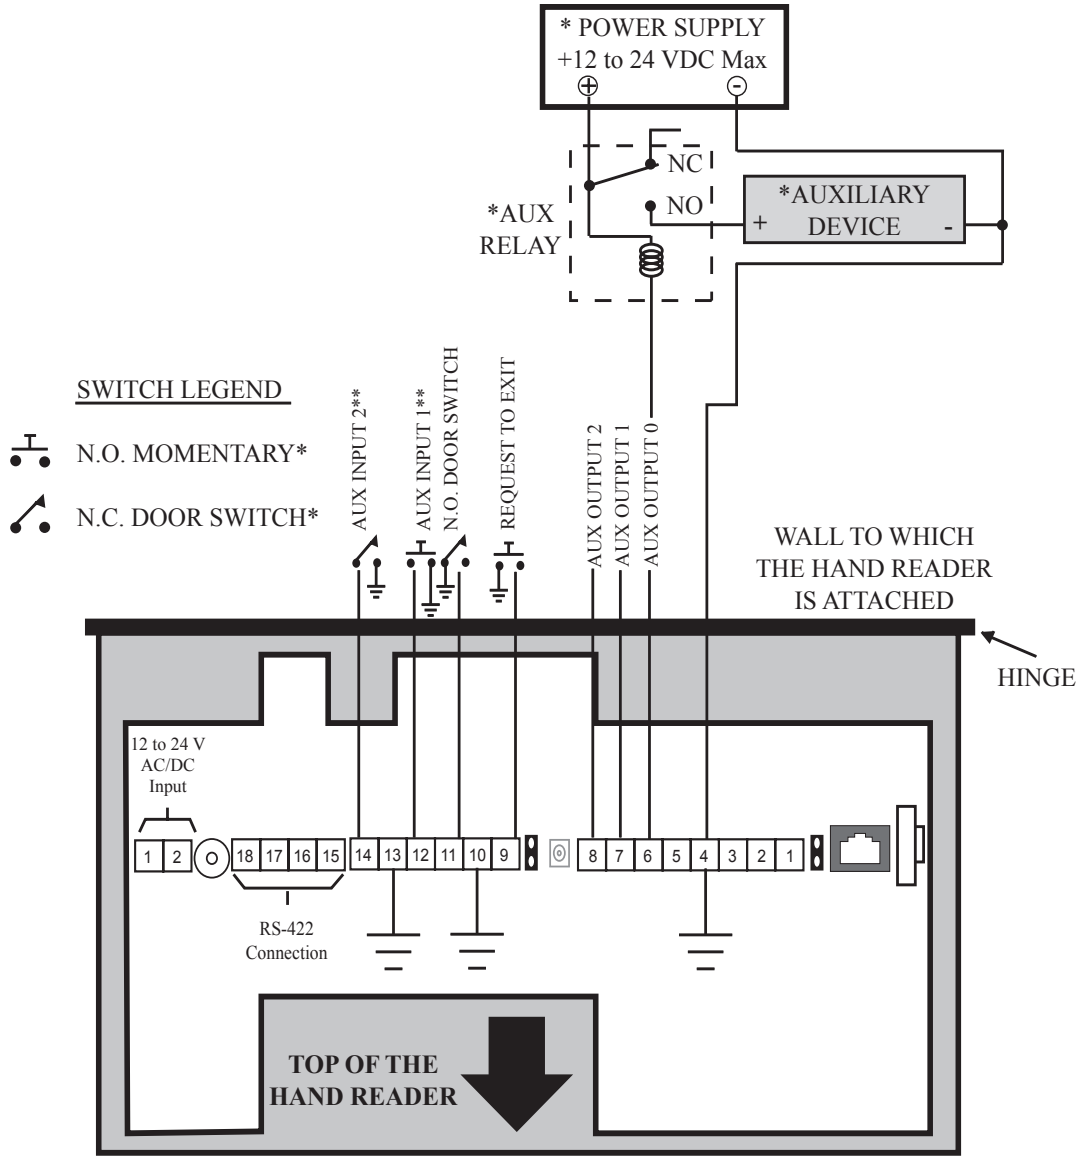 * POWER SUPPLY
+12 to 24 VDC Max
+
-
NC
NO
*AUX
RELAY
*AUXILIARY
DEVICE
+
-
SWITCH LEGEND
N.O. MOMENTARY*
N.C. DOOR SWITCH*
AUX INPUT 2**
AUX INPUT 1**
N.O. DOOR SWITCH
REQUEST TO EXIT
AUX OUTPUT 2
AUX OUTPUT 1
AUX OUTPUT 0
WALL TO WHICH
THE HAND READER
IS ATTACHED
HINGE
12 to 24 V
AC/DC
Input
1 2
18 17 16 15
14 13 12 11 10 9
8 7 6 5 4 3 2 1
RS-422
Connection
TOP OF THE
HAND READER